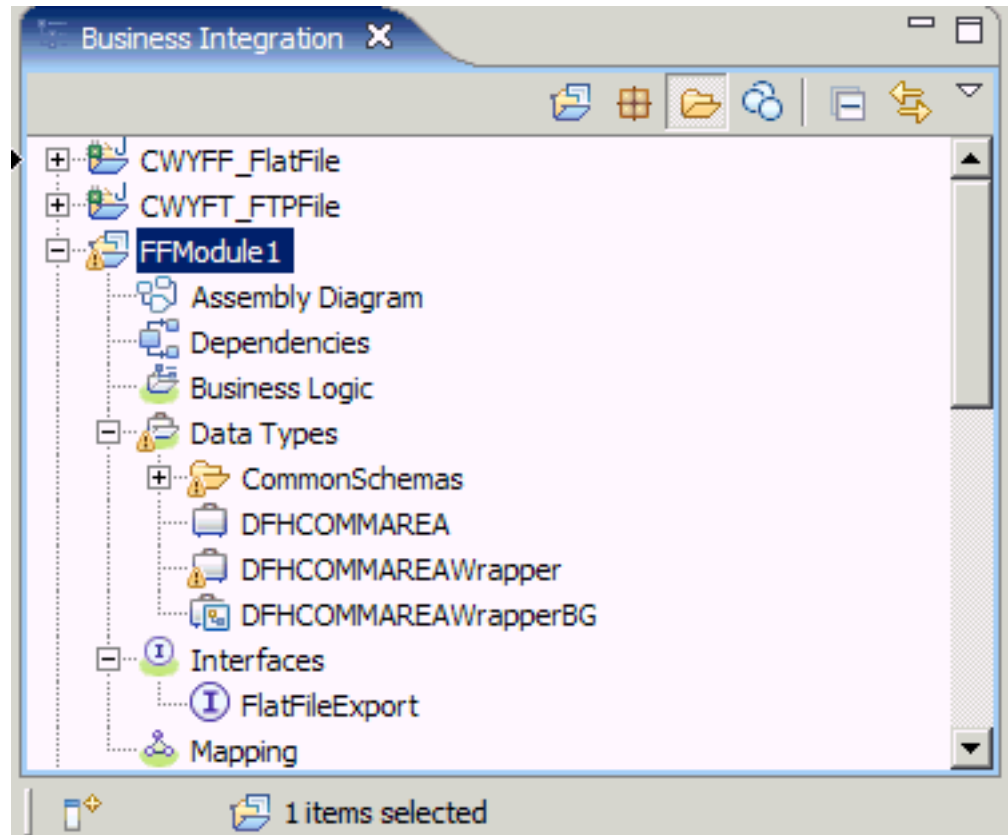 Business Integration
CWYFF_FlatFile
CWYFT_FTPFile
FFModule1
Assembly Diagram
Dependencies
Business Logic
Data Types
CommonSchemas
DFHCOMMAREA
DFHCOMMAREAWrapper
DFHCOMMAREAWrapperBG
Interfaces
FlatFileExport
Mapping
1 items selected